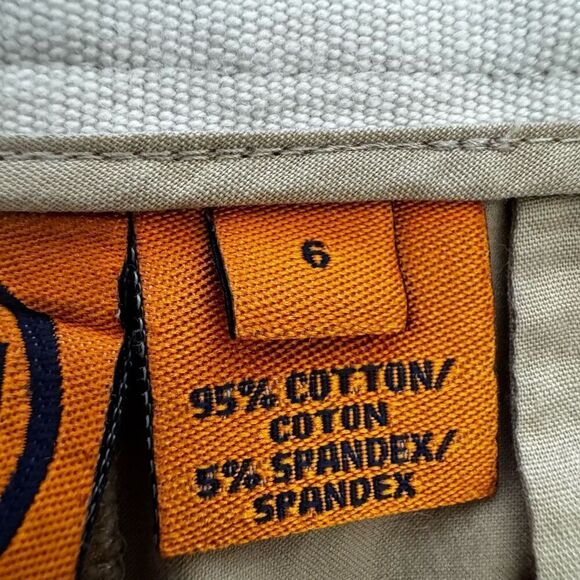 6
95% COTTON/
COTON
5% SPANDEX/
SPANDEX